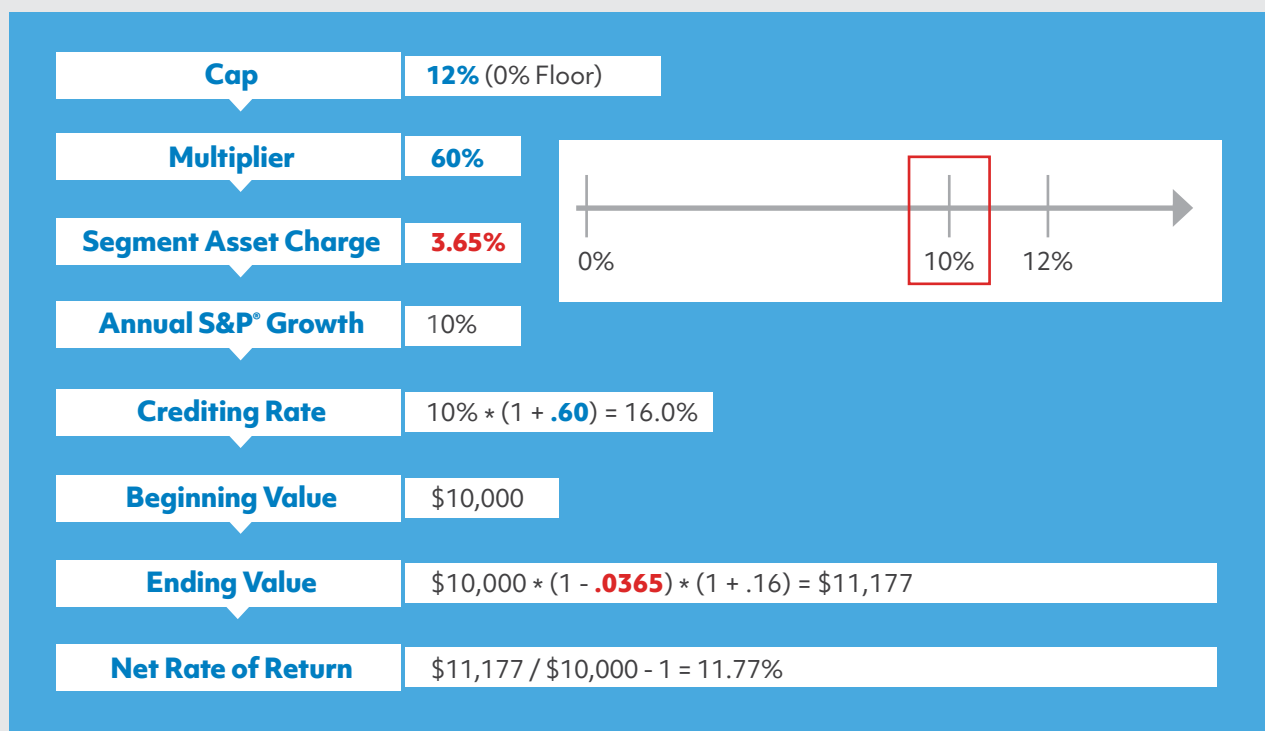 Cap
12% (0% Floor)
Multiplier
60%
Segment Asset Charge
3.65%
0%
10%
12%
Annual S&P® Growth
10%
Crediting Rate
10% * (1 + .60) = 16.0%
Beginning Value
$10,000
Ending Value
$10,000 * (1 - .0365) * (1 + .16) = $11,177
Net Rate of Return
$11,177 / $10,000 - 1 = 11.77%